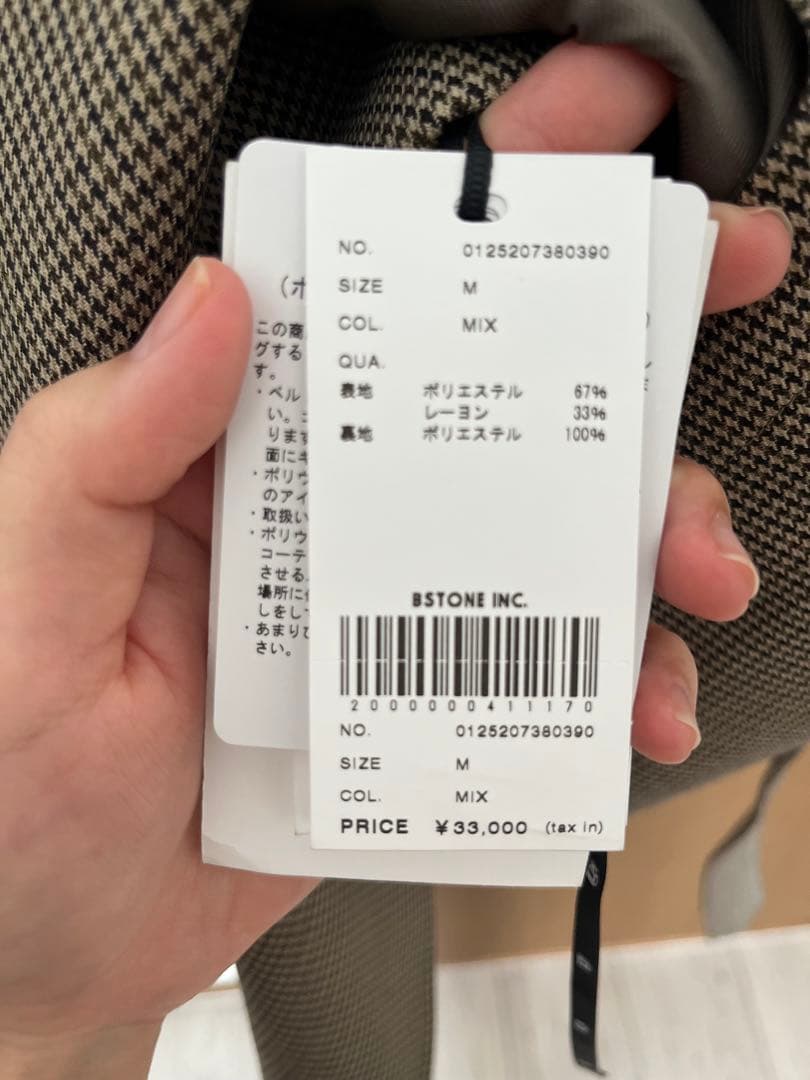 NO. 0125207380390
SIZE M
COL. MIX
QUA.
表地 ポリエステル 67%
レーヨン 33%
裏地 ポリエステル 100%
BSTONE INC.
2000000411170
NO. 0125207380390
SIZE M
COL. MIX
PRICE ¥33,000 (tax in)
この商
グする
す。
・ベル
い。
ります
面にキ
・ポリウ
のアイ
・取扱い
・ポリウ
コーテ
させる
場所に
しをし
・あまりひ
さい。